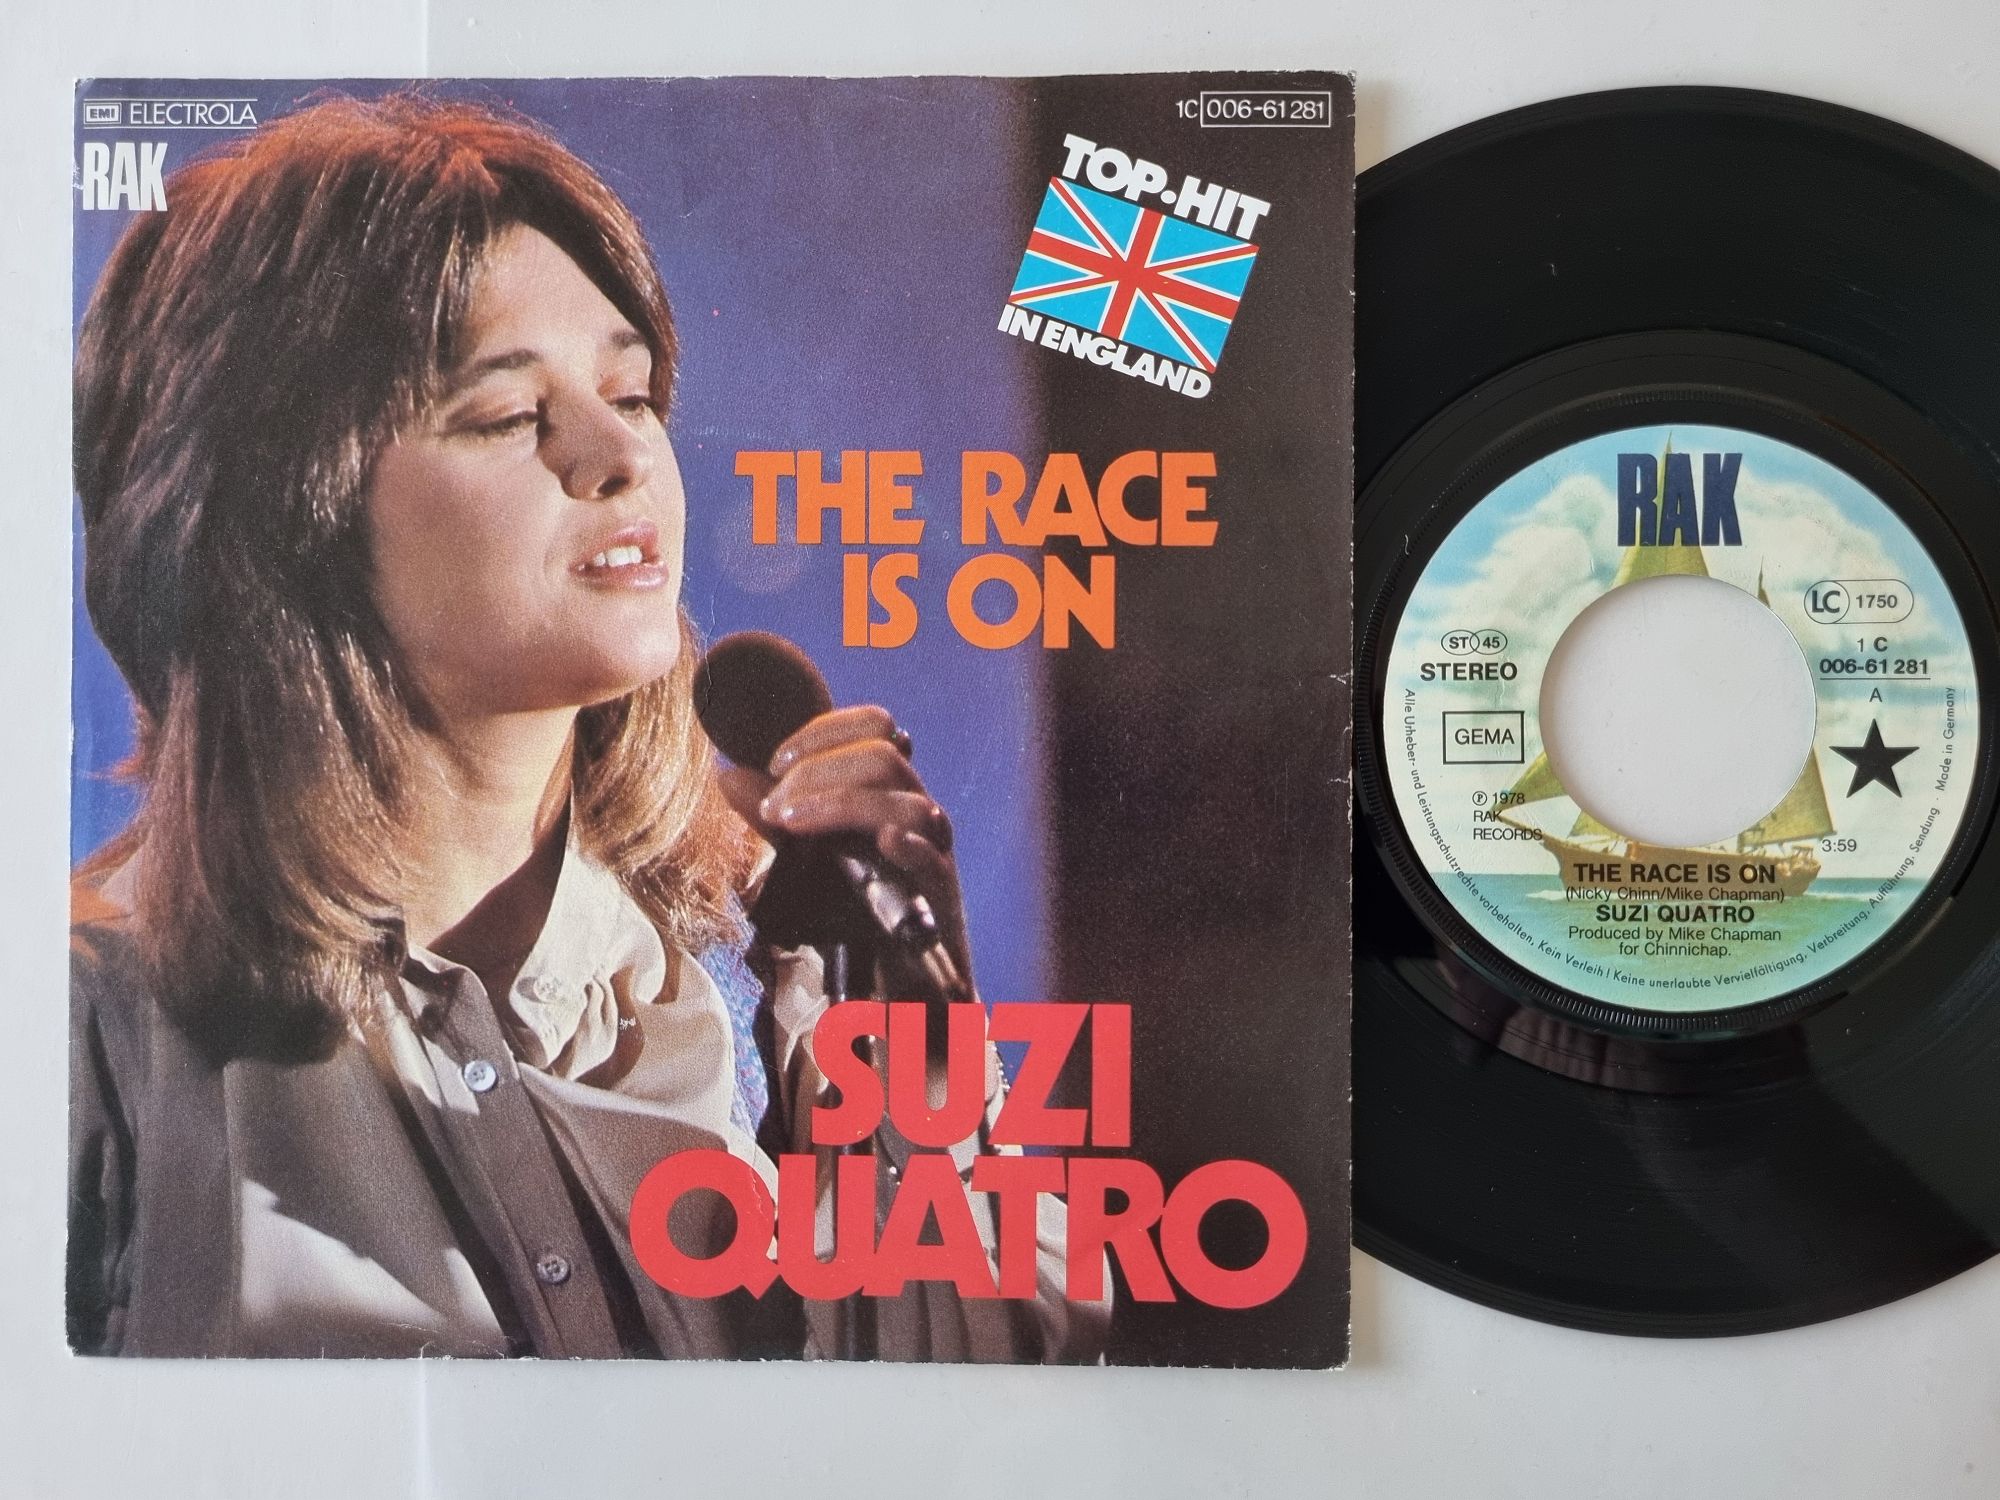 EMI ELECTROLA
RAK
1C 006-61281
TOP·HIT
IN ENGLAND
THE RACE
IS ON
SUZI
QUATRO
RAK
LC 1750
ST 45
STEREO
1 C
006-61 281
A
GEMA
℗ 1978
RAK
RECORDS
3:59
THE RACE IS ON
(Nicky Chinn/Mike Chapman)
SUZI QUATRO
Produced by Mike Chapman
for Chinnichap.
Alle Urheber- und Leistungsschutzrechte vorbehalten. Kein Verleih! Keine unerlaubte Vervielfältigung, Verbreitung, Aufführung, Sendung · Made in Germany